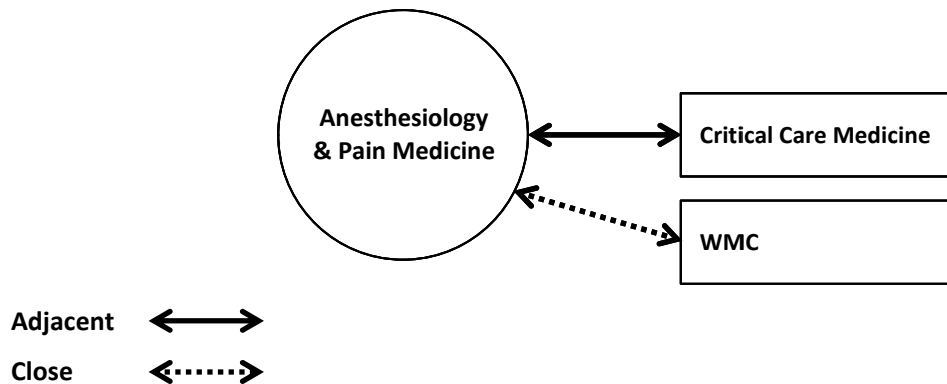 Anesthesiology
& Pain Medicine
Critical Care Medicine
WMC
Adjacent
Close